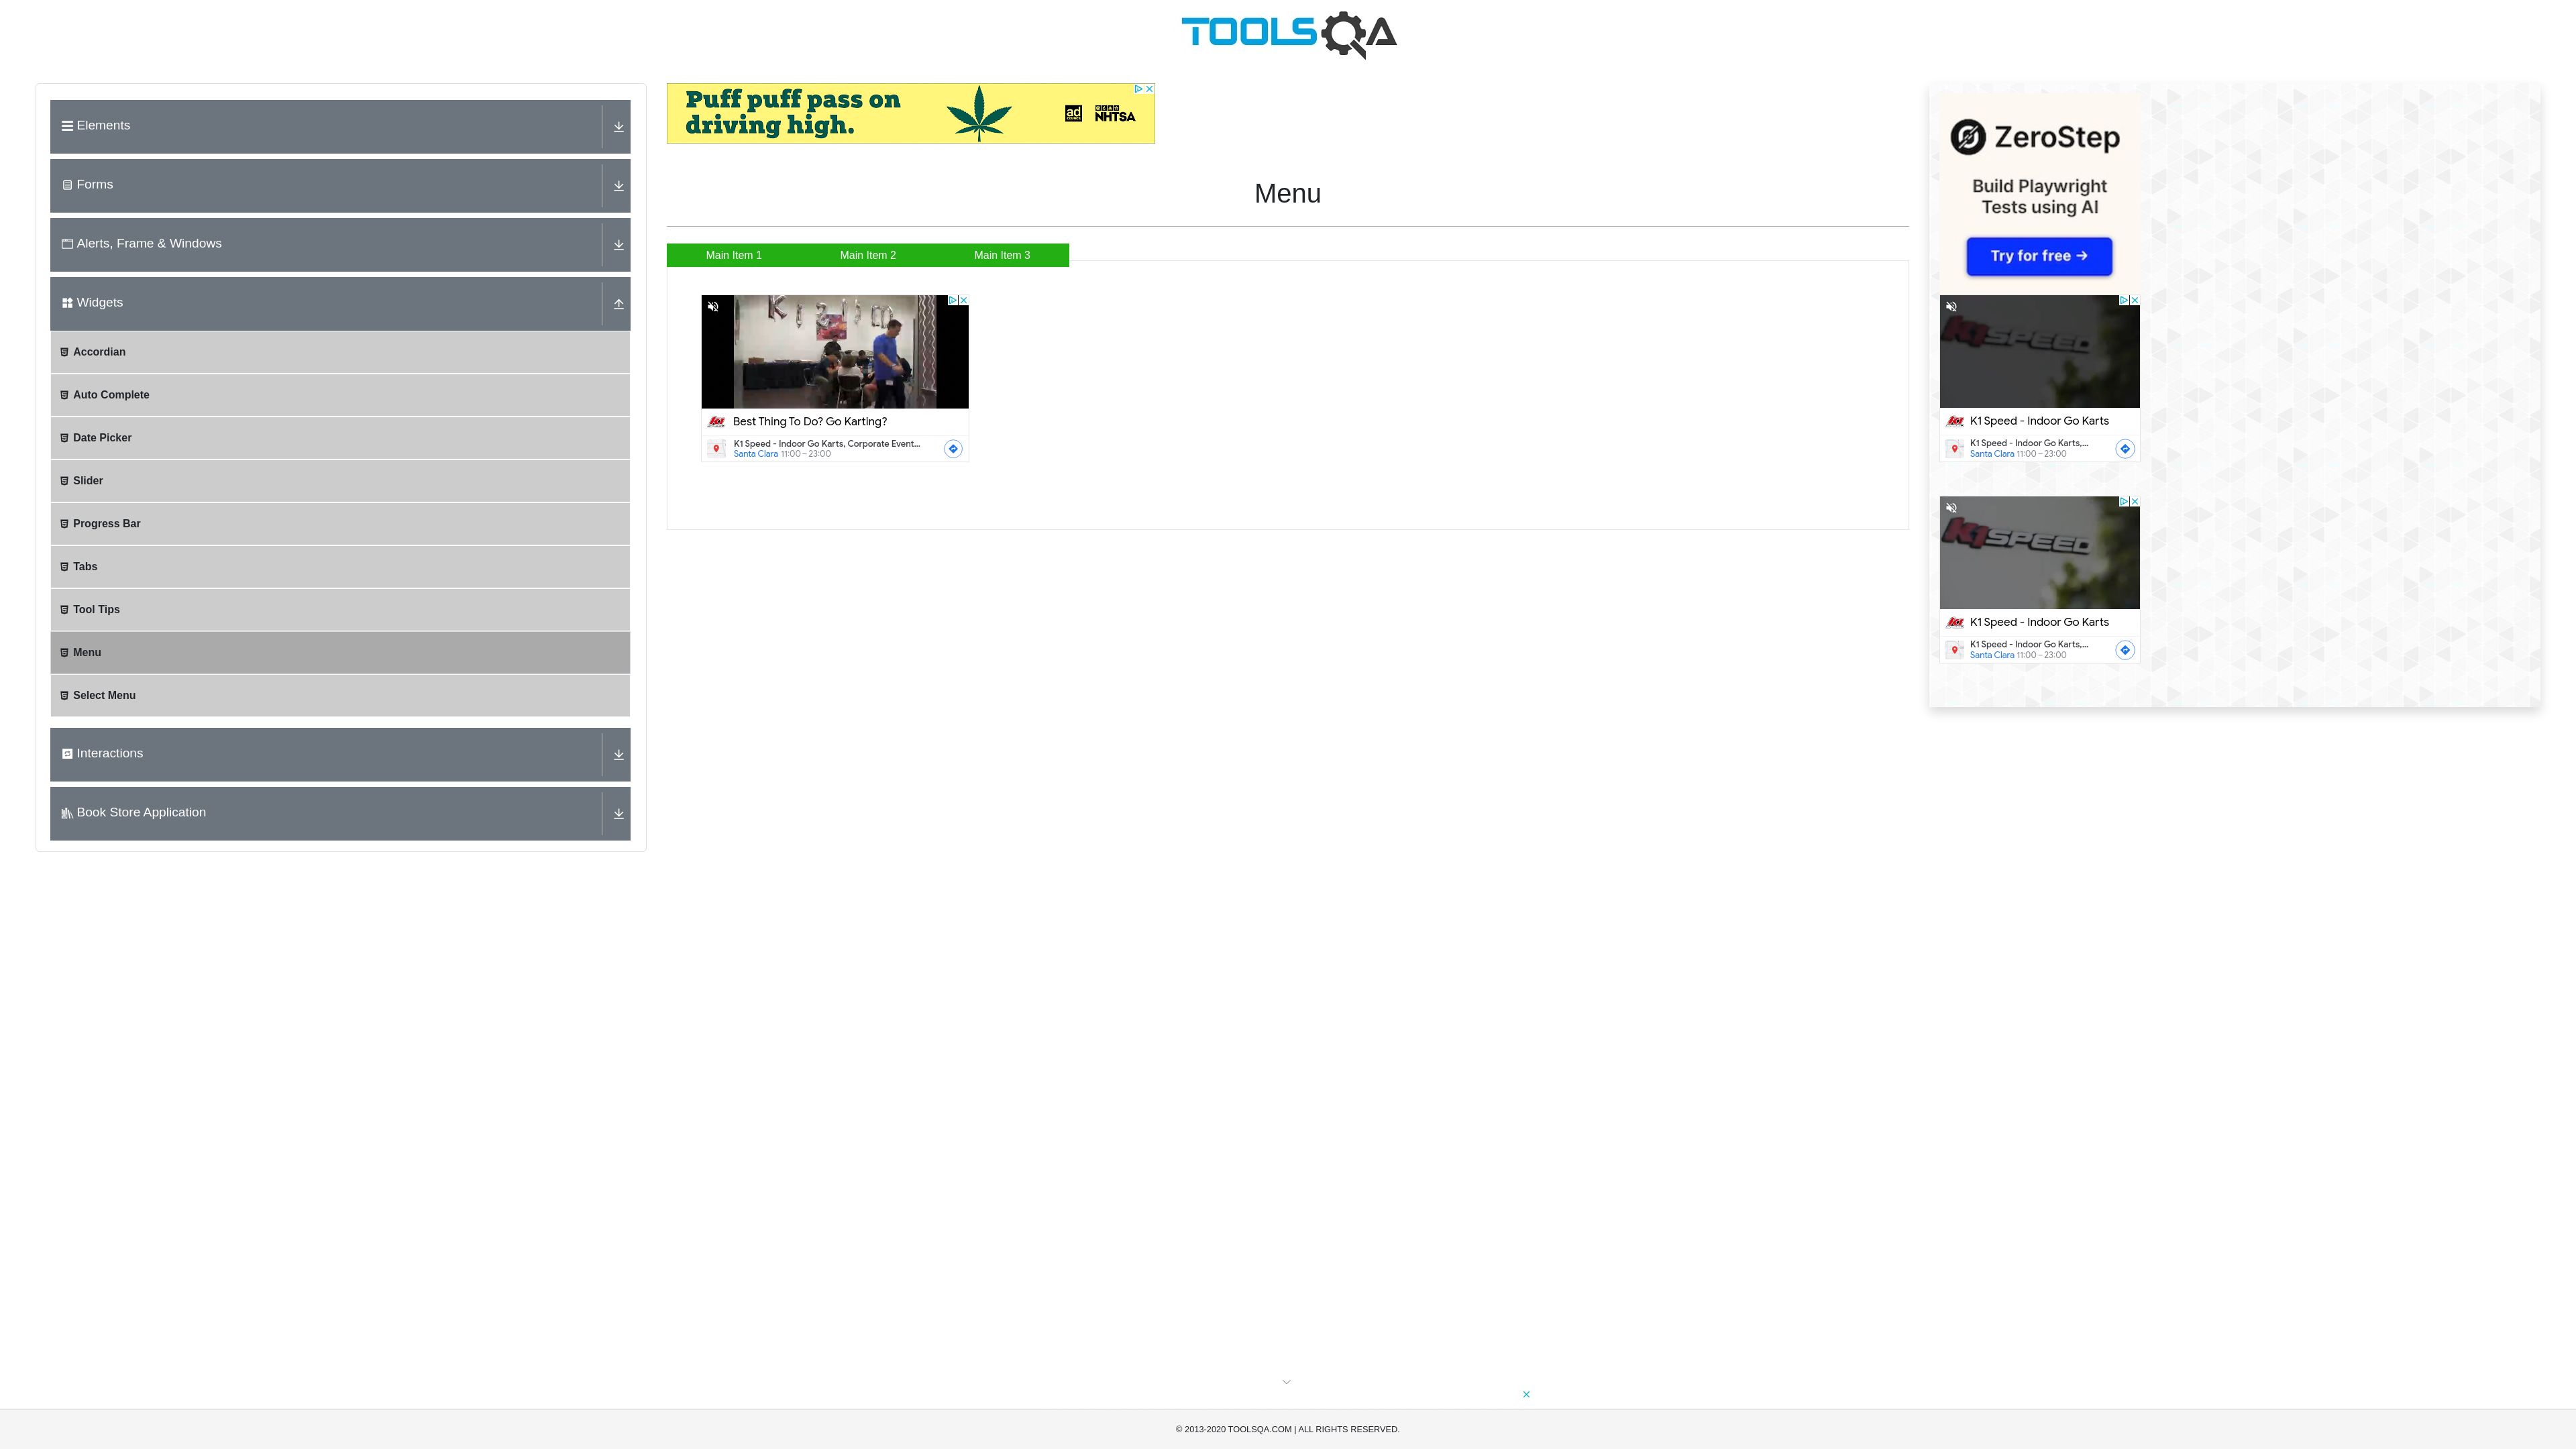 TOOLSQA
Elements
Forms
Alerts, Frame & Windows
Widgets
Accordian
Auto Complete
Date Picker
Slider
Progress Bar
Tabs
Tool Tips
Menu
Select Menu
Interactions
Book Store Application
Puff puff pass on
driving high.
ad
NHTSA
Menu
Main Item 1
Main Item 2
Main Item 3
Best Thing To Do? Go Karting?
K1 Speed - Indoor Go Karts, Corporate Event...
Santa Clara 11:00 – 23:00
ZeroStep
Build Playwright
Tests using AI
Try for free →
K1 SPEED
K1 Speed - Indoor Go Karts
K1 Speed - Indoor Go Karts,...
Santa Clara 11:00 – 23:00
K1 SPEED
K1 Speed - Indoor Go Karts
K1 Speed - Indoor Go Karts,...
Santa Clara 11:00 – 23:00
© 2013-2020 TOOLSQA.COM | ALL RIGHTS RESERVED.